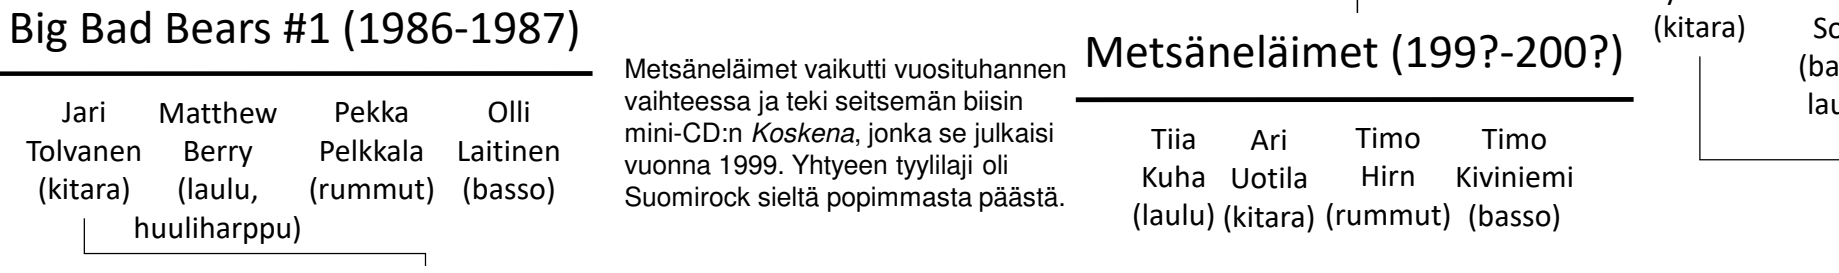 Big Bad Bears #1 (1986-1987)
Jari Matthew Pekka Olli
Tolvanen Berry Pelkkala Laitinen
(kitara) (laulu, (rummut) (basso)
huuliharppu)
Metsäneläimet vaikutti vuosituhannen
vaihteessa ja teki seitsemän biisin
mini-CD:n Koskena, jonka se julkaisi
vuonna 1999. Yhtyeen tyylilaji oli
Suomirock sieltä popimmasta päästä.
Metsäneläimet (199?-200?)
Tiia Ari Timo Timo
Kuha Uotila Hirn Kiviniemi
(laulu) (kitara) (rummut) (basso)
(kitara)